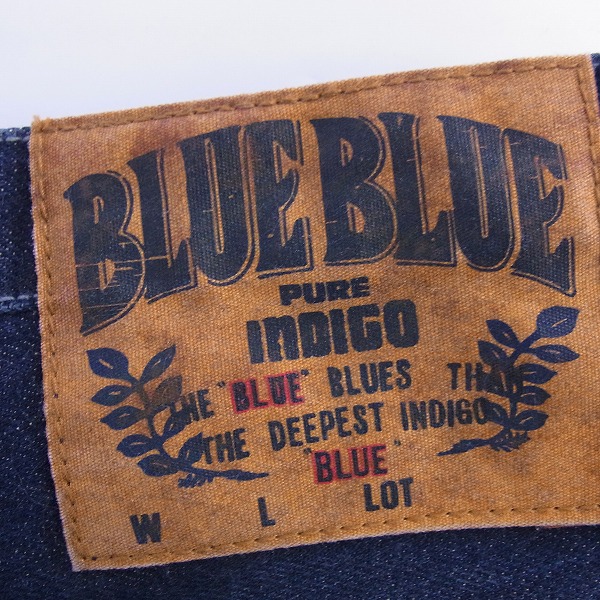 BLUE BLUE
PURE
INDIGO
THE "BLUE" BLUES THAN
THE DEEPEST INDIGO
"BLUE"
W L LOT